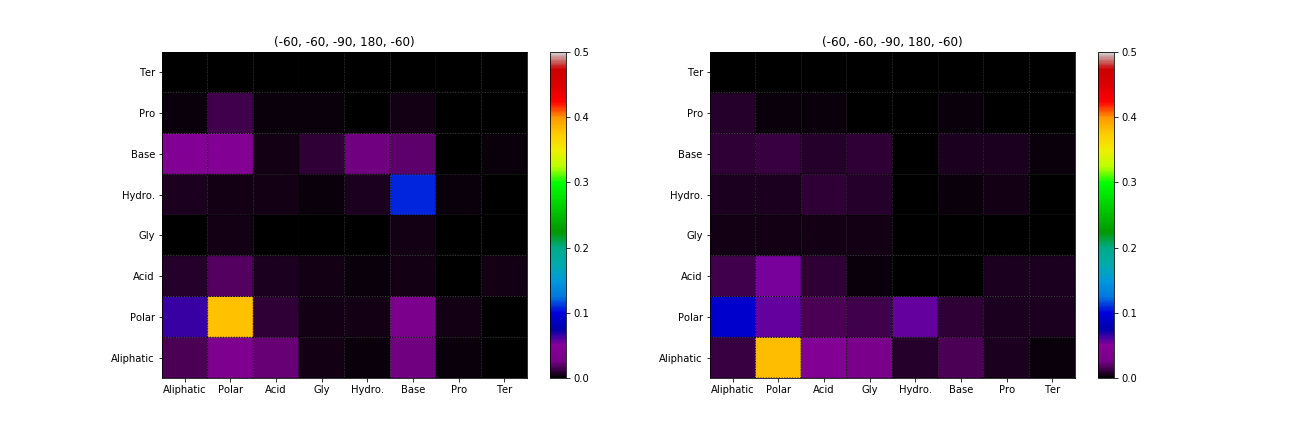 (-60, -60, -90, 180, -60)
Ter
Pro
Base
Hydro.
Gly
Acid
Polar
Aliphatic
Aliphatic Polar Acid Gly Hydro. Base Pro Ter
0.5
0.4
0.3
0.2
0.1
0.0
(-60, -60, -90, 180, -60)
Ter
Pro
Base
Hydro.
Gly
Acid
Polar
Aliphatic
Aliphatic Polar Acid Gly Hydro. Base Pro Ter
0.5
0.4
0.3
0.2
0.1
0.0